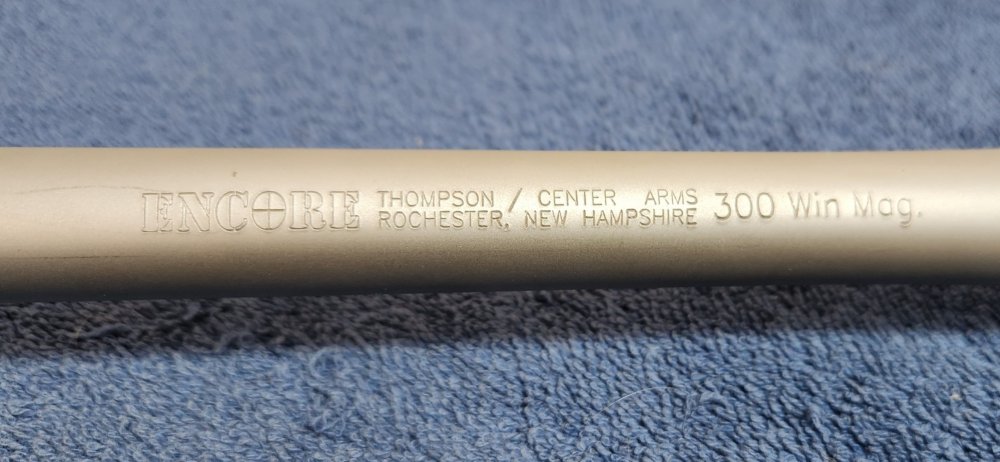 ENCORE
THOMPSON / CENTER ARMS
ROCHESTER, NEW HAMPSHIRE
300 Win Mag.